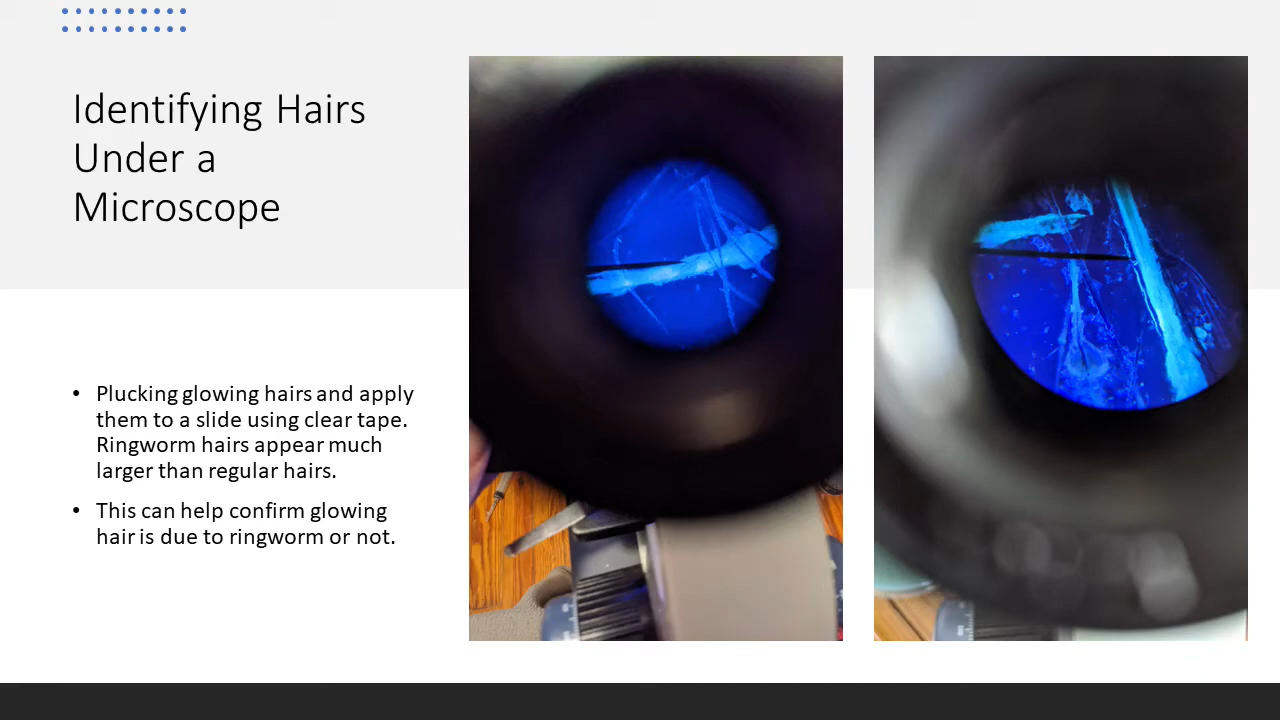 Identifying Hairs
Under a
Microscope
• Plucking glowing hairs and apply
them to a slide using clear tape.
Ringworm hairs appear much
larger than regular hairs.
• This can help confirm glowing
hair is due to ringworm or not.